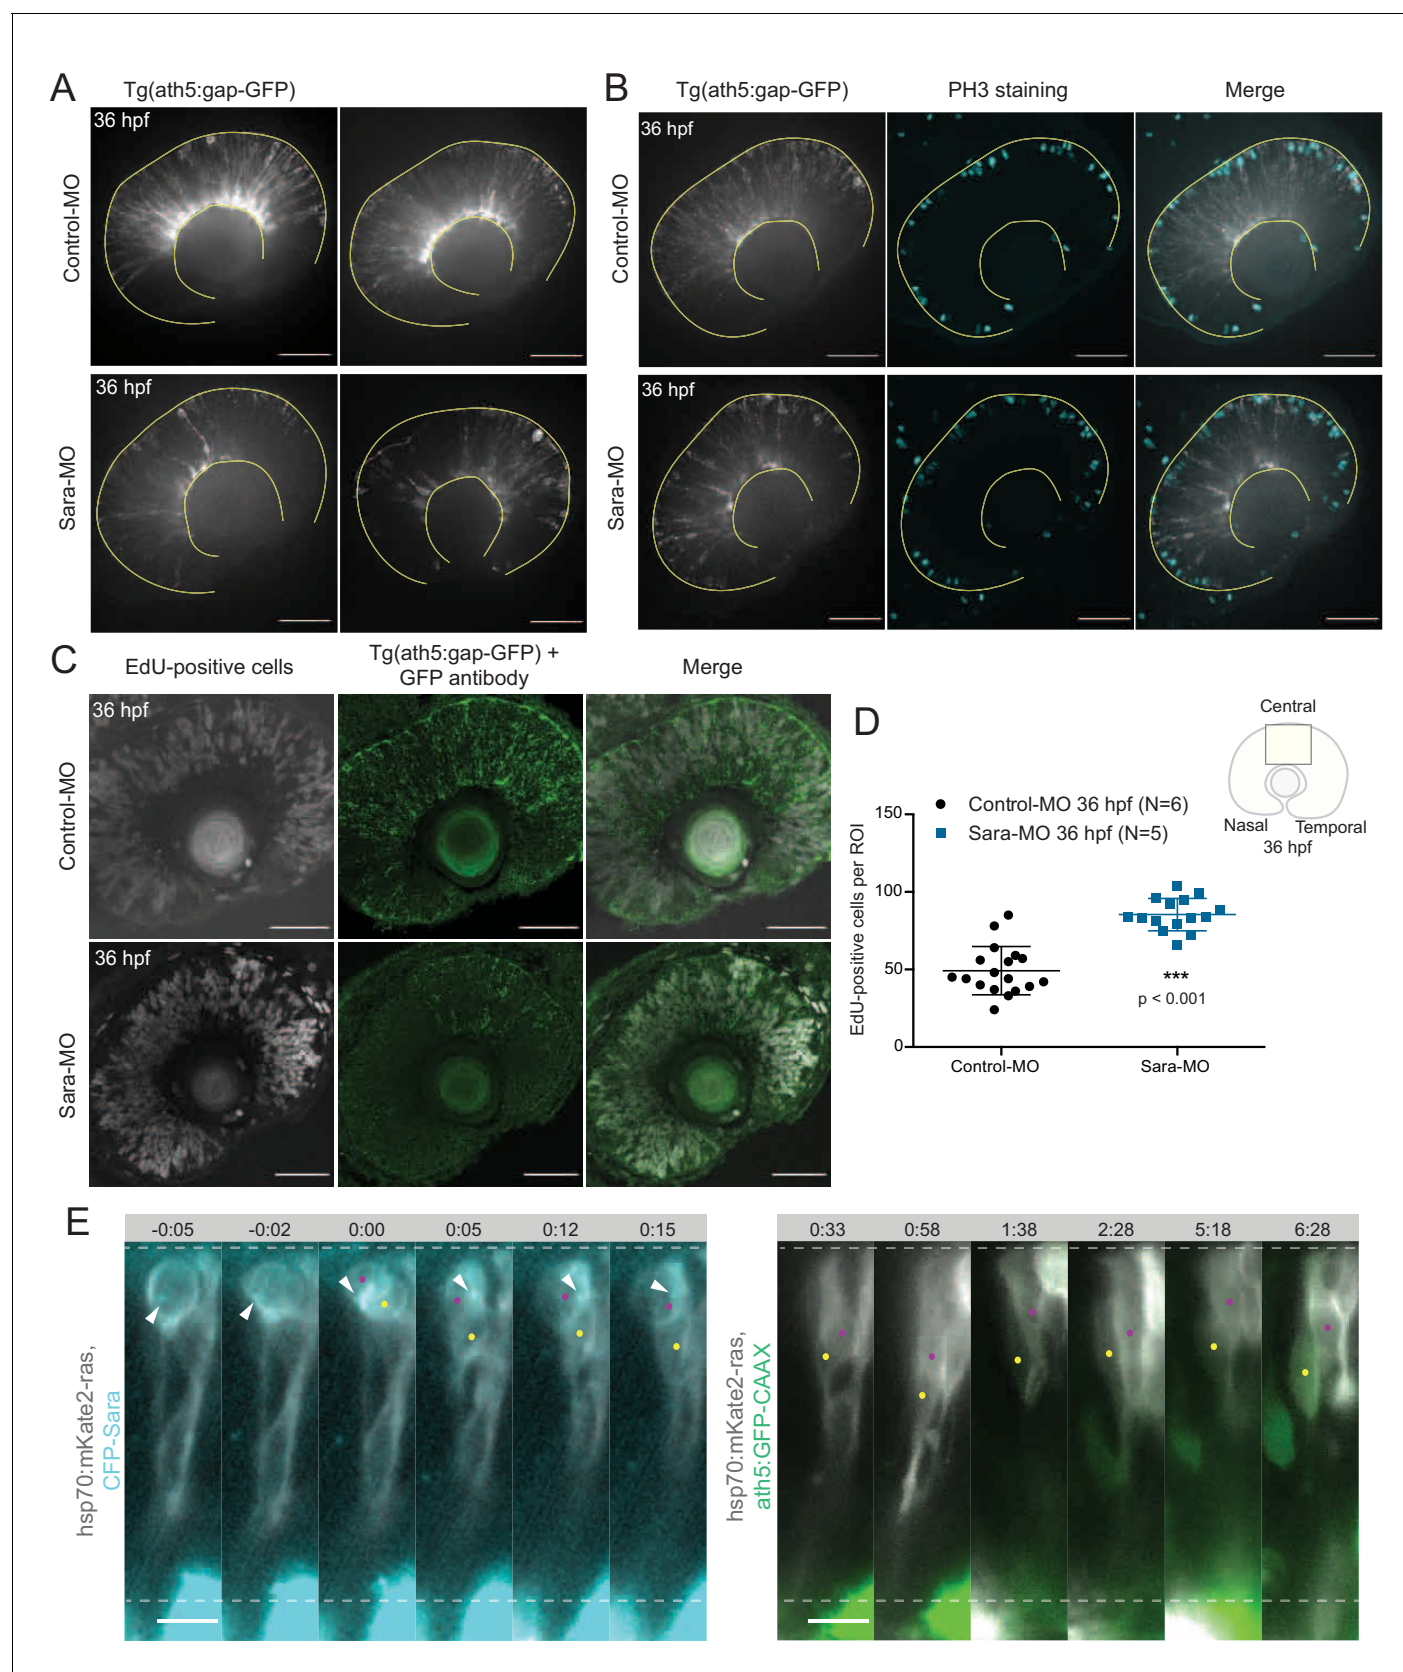 A
Tg(ath5:gap-GFP)
36 hpf
Control-MO
36 hpf
Sara-MO
B
Tg(ath5:gap-GFP)
PH3 staining
Merge
36 hpf
Control-MO
36 hpf
Sara-MO
C
EdU-positive cells
Tg(ath5:gap-GFP) +
GFP antibody
Merge
36 hpf
Control-MO
36 hpf
Sara-MO
D
Central
Nasal
Temporal
36 hpf
Control-MO 36 hpf (N=6)
Sara-MO 36 hpf (N=5)
EdU-positive cells per ROI
150
100
50
0
***
p < 0.001
Control-MO
Sara-MO
E
-0:05
-0:02
0:00
0:05
0:12
0:15
hsp70:mKate2-ras,
CFP-Sara
0:33
0:58
1:38
2:28
5:18
6:28
hsp70:mKate2-ras,
ath5:GFP-CAAX